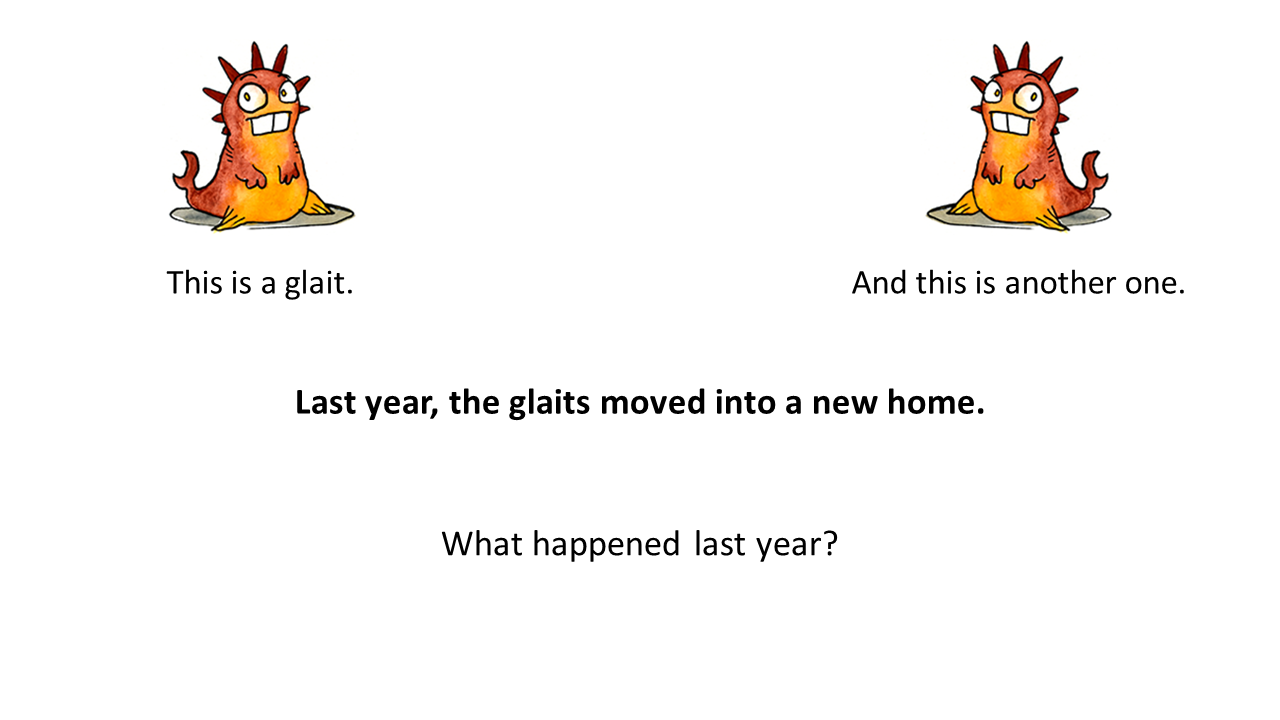 This is a glait.
And this is another one.
Last year, the glaits moved into a new home.
What happened last year?